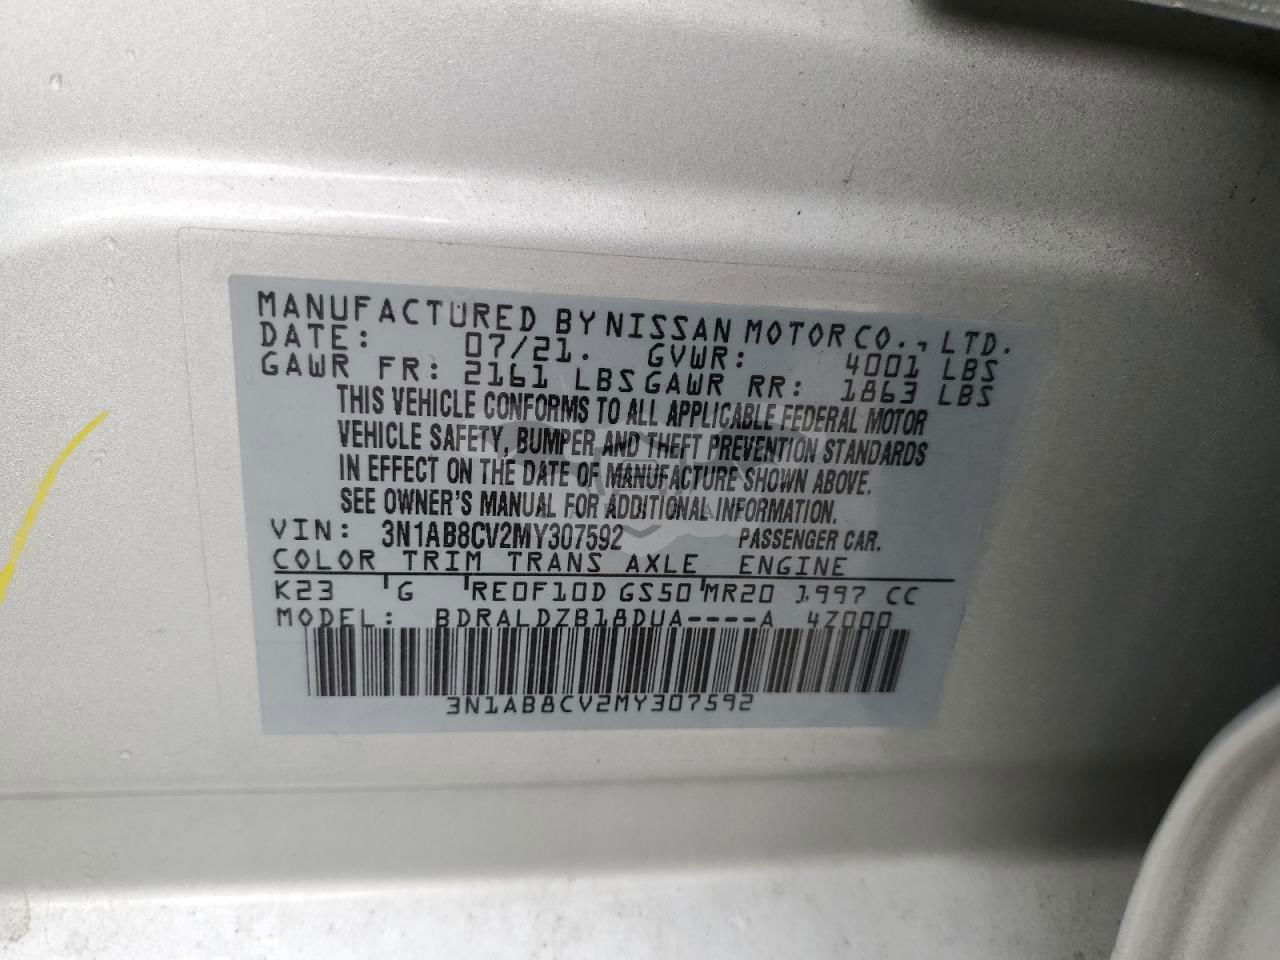 MANUFACTURED BY NISSAN MOTOR CO., LTD.
DATE: 07/21. GVWR: 4001 LBS
GAWR FR: 2161 LBS GAWR RR: 1863 LBS
THIS VEHICLE CONFORMS TO ALL APPLICABLE FEDERAL MOTOR
VEHICLE SAFETY, BUMPER, AND THEFT PREVENTION STANDARDS
IN EFFECT ON THE DATE OF MANUFACTURE SHOWN ABOVE.
SEE OWNER'S MANUAL FOR ADDITIONAL INFORMATION.
VIN: 3N1AB8CV2MY307592 PASSENGER CAR.
COLOR TRIM TRANS AXLE ENGINE
K23 G RE0F10D GS50 MR20 1997 CC
MODEL: BDRALDZB18DUA----A 4Z000
3N1AB8CV2MY307592